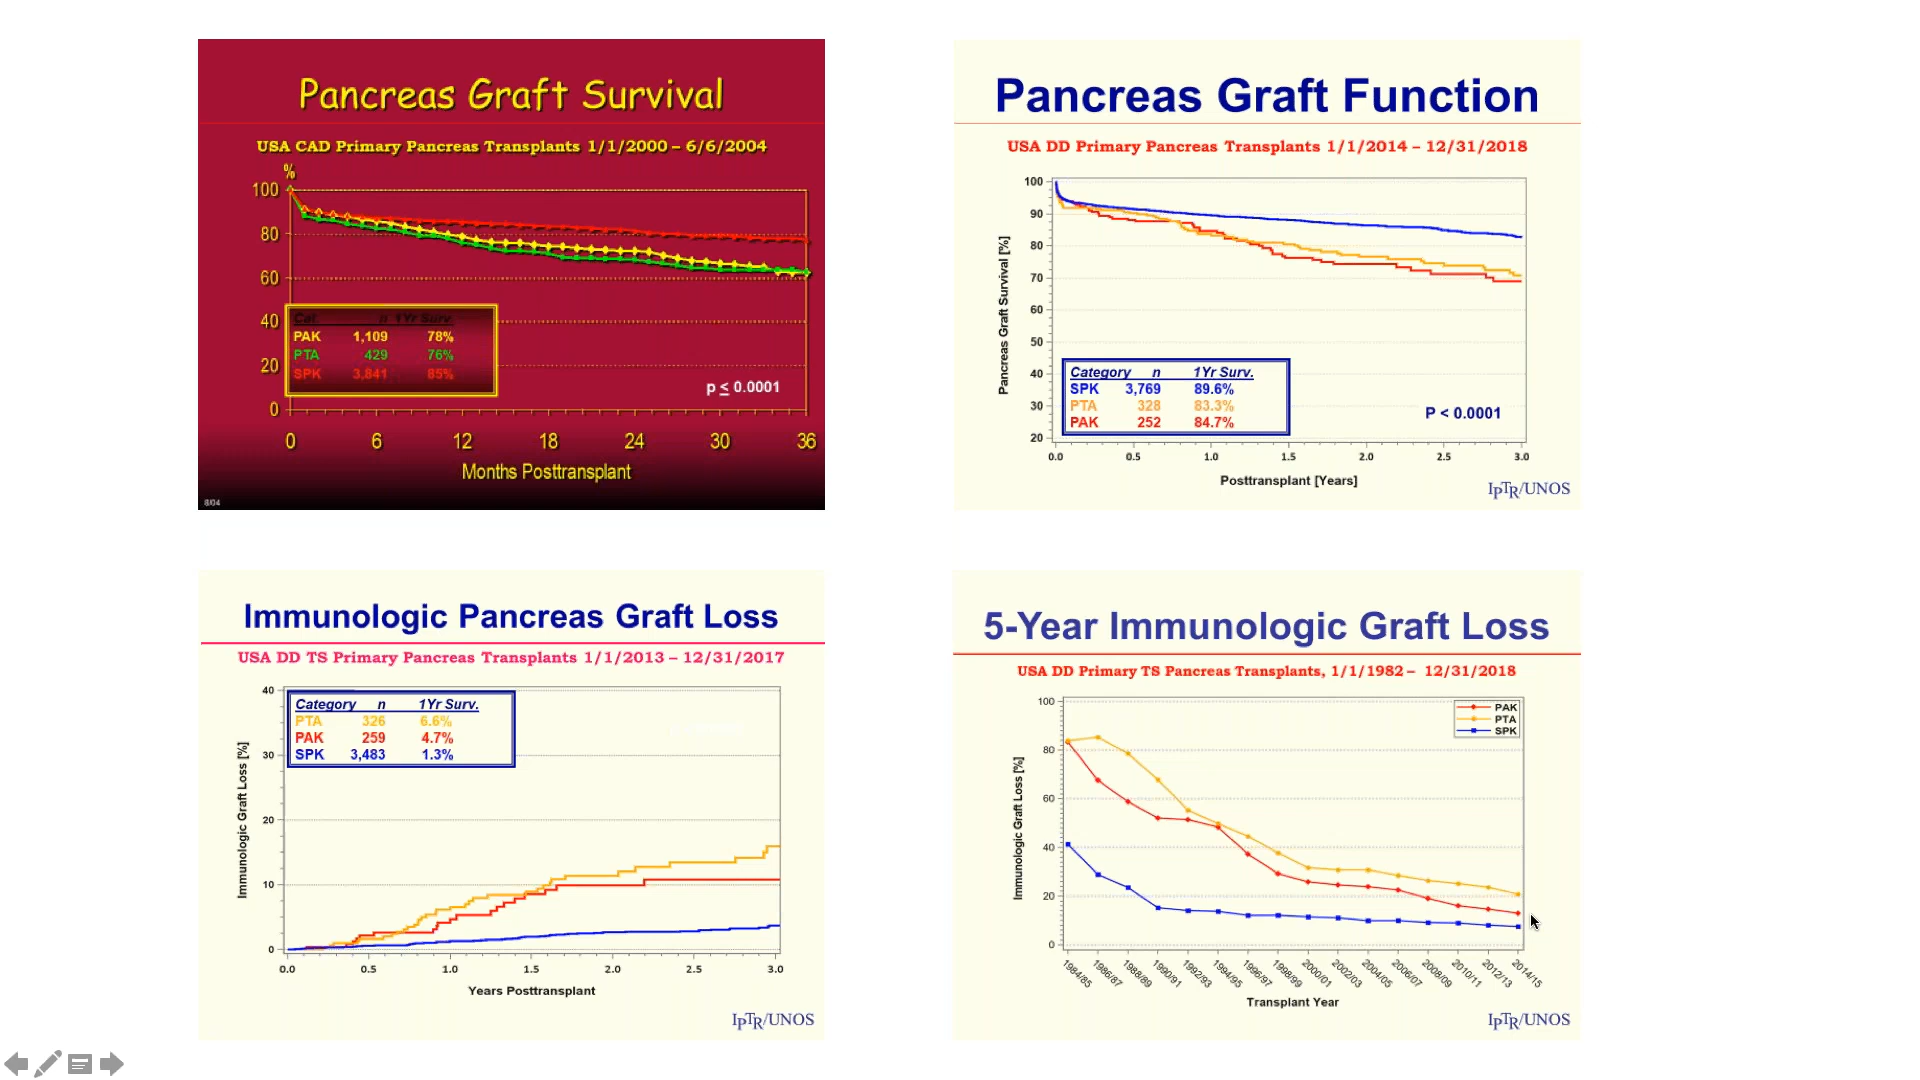 Pancreas Graft Survival
USA CAD Primary Pancreas Transplants 1/1/2000 – 6/6/2004
%
100
80
60
40
20
0
Cat. n 1Yr Surv.
PAK 1,109 78%
PTA 429 76%
SPK 3,841 85%
p ≤ 0.0001
0 6 12 18 24 30 36
Months Posttransplant
8/04
Pancreas Graft Function
USA DD Primary Pancreas Transplants 1/1/2014 – 12/31/2018
Pancreas Graft Survival [%]
100
90
80
70
60
50
40
30
20
Category n 1Yr Surv.
SPK 3,769 89.6%
PTA 328 83.3%
PAK 252 84.7%
P < 0.0001
0.0 0.5 1.0 1.5 2.0 2.5 3.0
Posttransplant [Years]
IPTR/UNOS
Immunologic Pancreas Graft Loss
USA DD TS Primary Pancreas Transplants 1/1/2013 – 12/31/2017
Immunologic Graft Loss [%]
40
30
20
10
0
Category n 1Yr Surv.
PTA 326 6.6%
PAK 259 4.7%
SPK 3,483 1.3%
0.0 0.5 1.0 1.5 2.0 2.5 3.0
Years Posttransplant
IPTR/UNOS
5-Year Immunologic Graft Loss
USA DD Primary TS Pancreas Transplants, 1/1/1982 – 12/31/2018
Immunologic Graft Loss [%]
100
80
60
40
20
0
PAK
PTA
SPK
1984/85 1986/87 1988/89 1990/91 1992/93 1994/95 1996/97 1998/99 2000/01 2002/03 2004/05 2006/07 2008/09 2010/11 2012/13 2014/15
Transplant Year
IPTR/UNOS